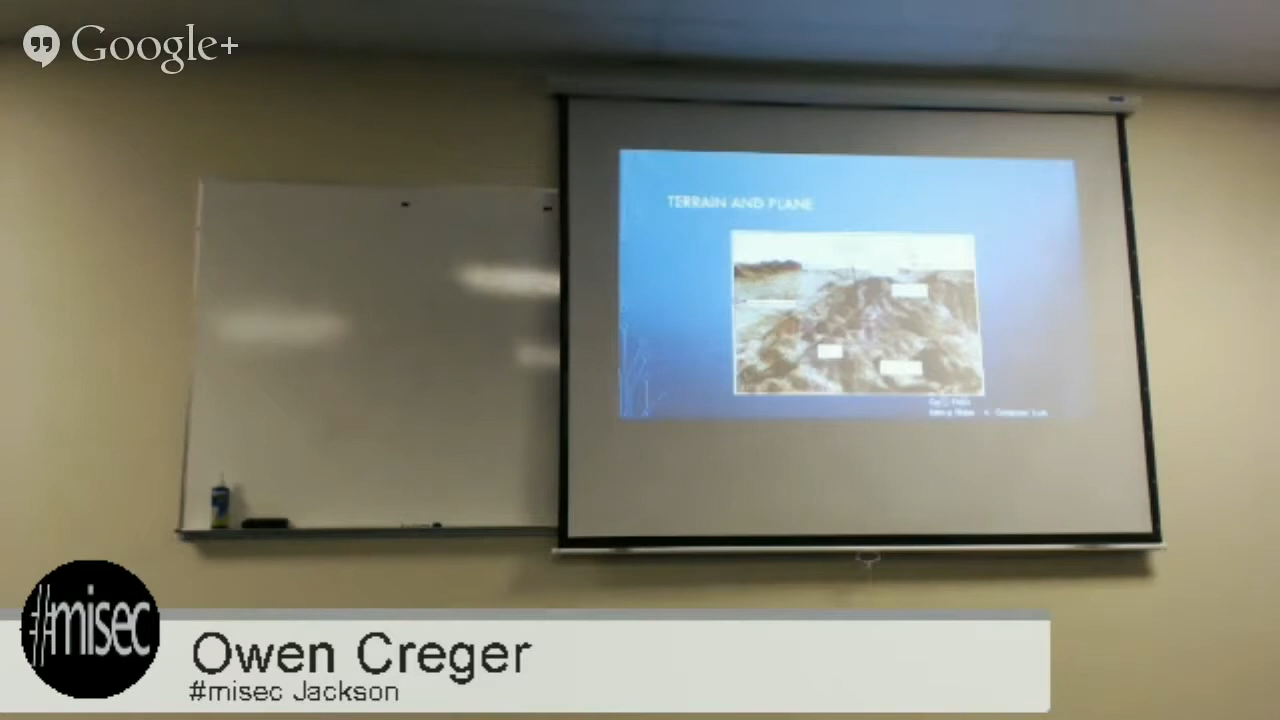 Google+
TERRAIN AND PLANE
#misec
Owen Creger
#misec Jackson